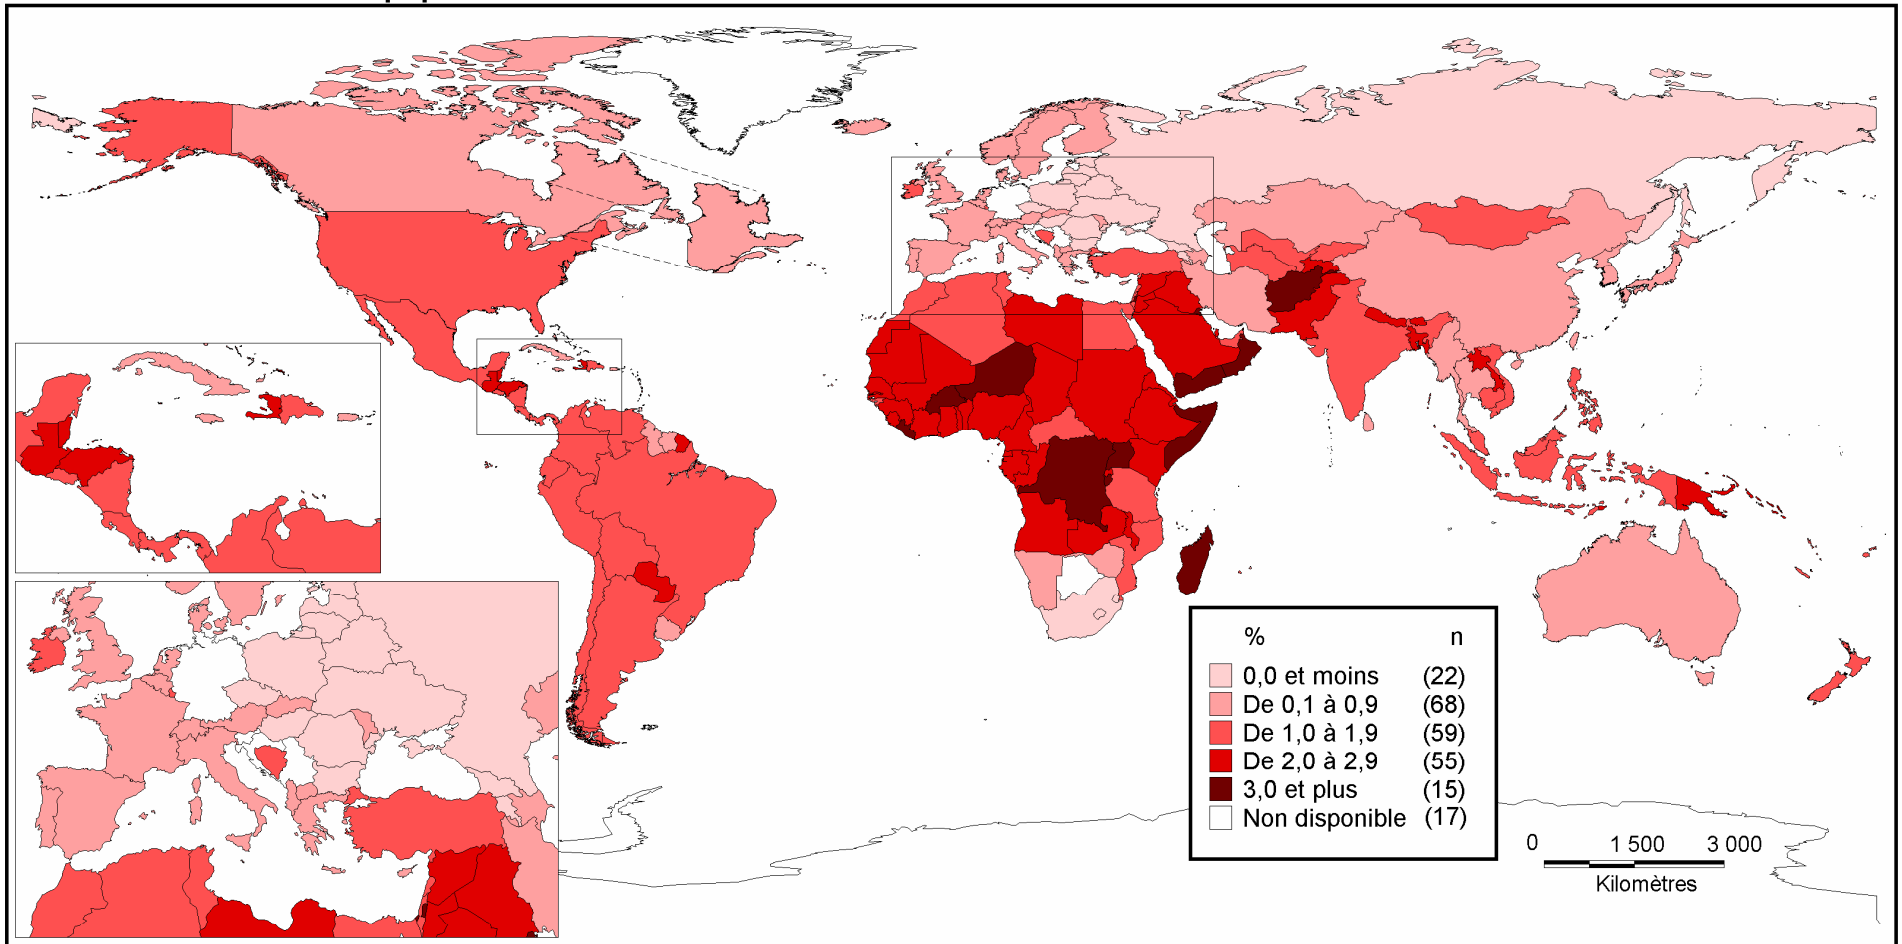 % n
0,0 et moins (22)
De 0,1 à 0,9 (68)
De 1,0 à 1,9 (59)
De 2,0 à 2,9 (55)
3,0 et plus (15)
Non disponible (17)
0 1 500 3 000
Kilomètres